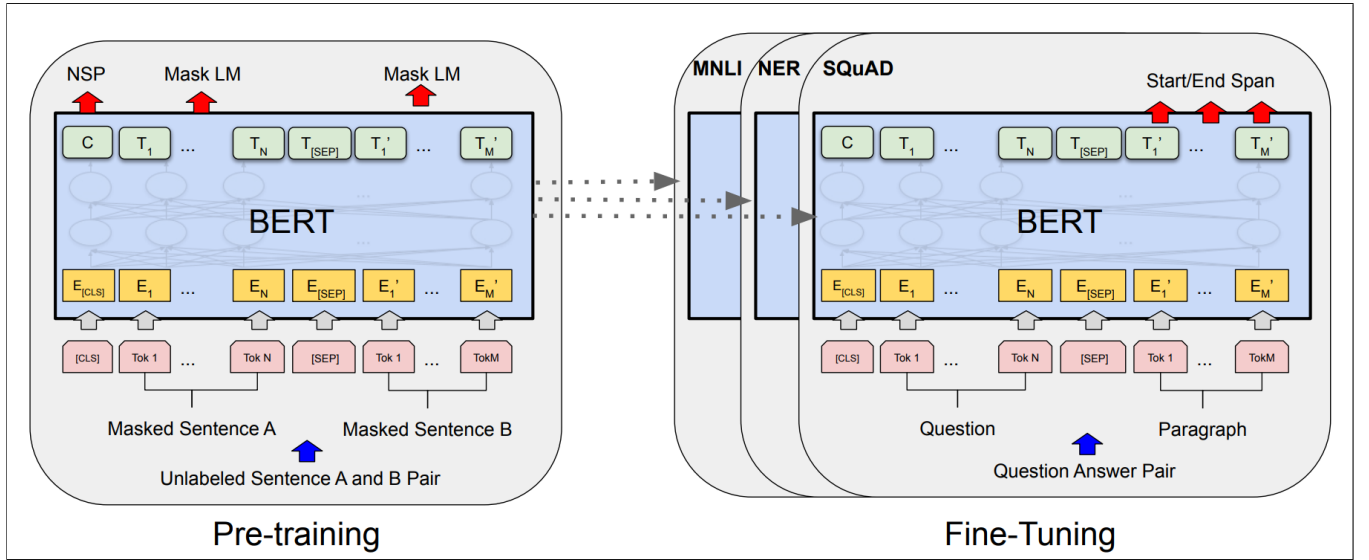 NSP Mask LM Mask LM
C T1 ... TN T[SEP] T1' ... TM'
...
BERT
...
E[CLS] E1 ... EN E[SEP] E1' ... EM'
[CLS] Tok 1 ... Tok N [SEP] Tok 1 ... TokM
Masked Sentence A Masked Sentence B
Unlabeled Sentence A and B Pair
Pre-training
MNLI NER SQuAD
Start/End Span
C T1 ... TN T[SEP] T1' ... TM'
...
BERT
...
E[CLS] E1 ... EN E[SEP] E1' ... EM'
[CLS] Tok 1 ... Tok N [SEP] Tok 1 ... TokM
Question Paragraph
Question Answer Pair
Fine-Tuning